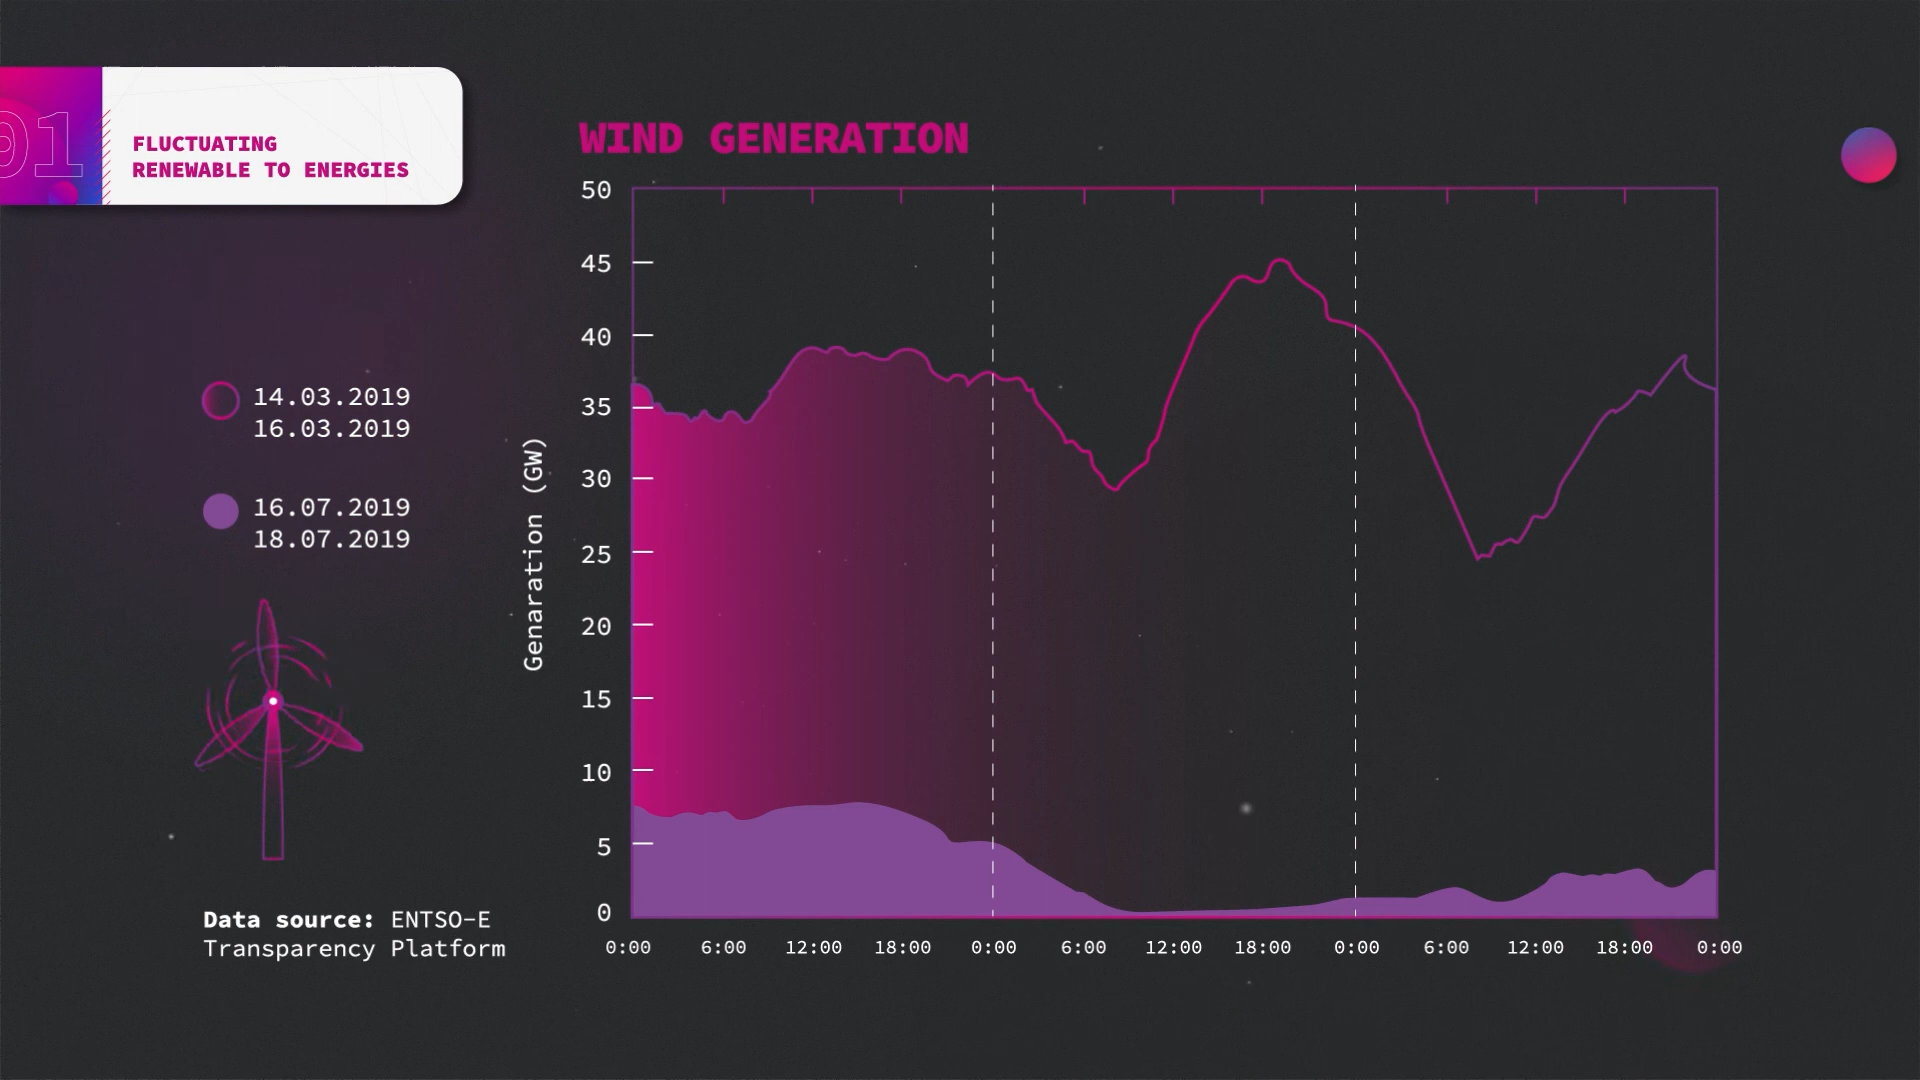 01
FLUCTUATING
RENEWABLE TO ENERGIES
WIND GENERATION
14.03.2019
16.03.2019
16.07.2019
18.07.2019
Data source: ENTSO-E
Transparency Platform
Genaration (GW)
50
45
40
35
30
25
20
15
10
5
0
0:00 6:00 12:00 18:00 0:00 6:00 12:00 18:00 0:00 6:00 12:00 18:00 0:00